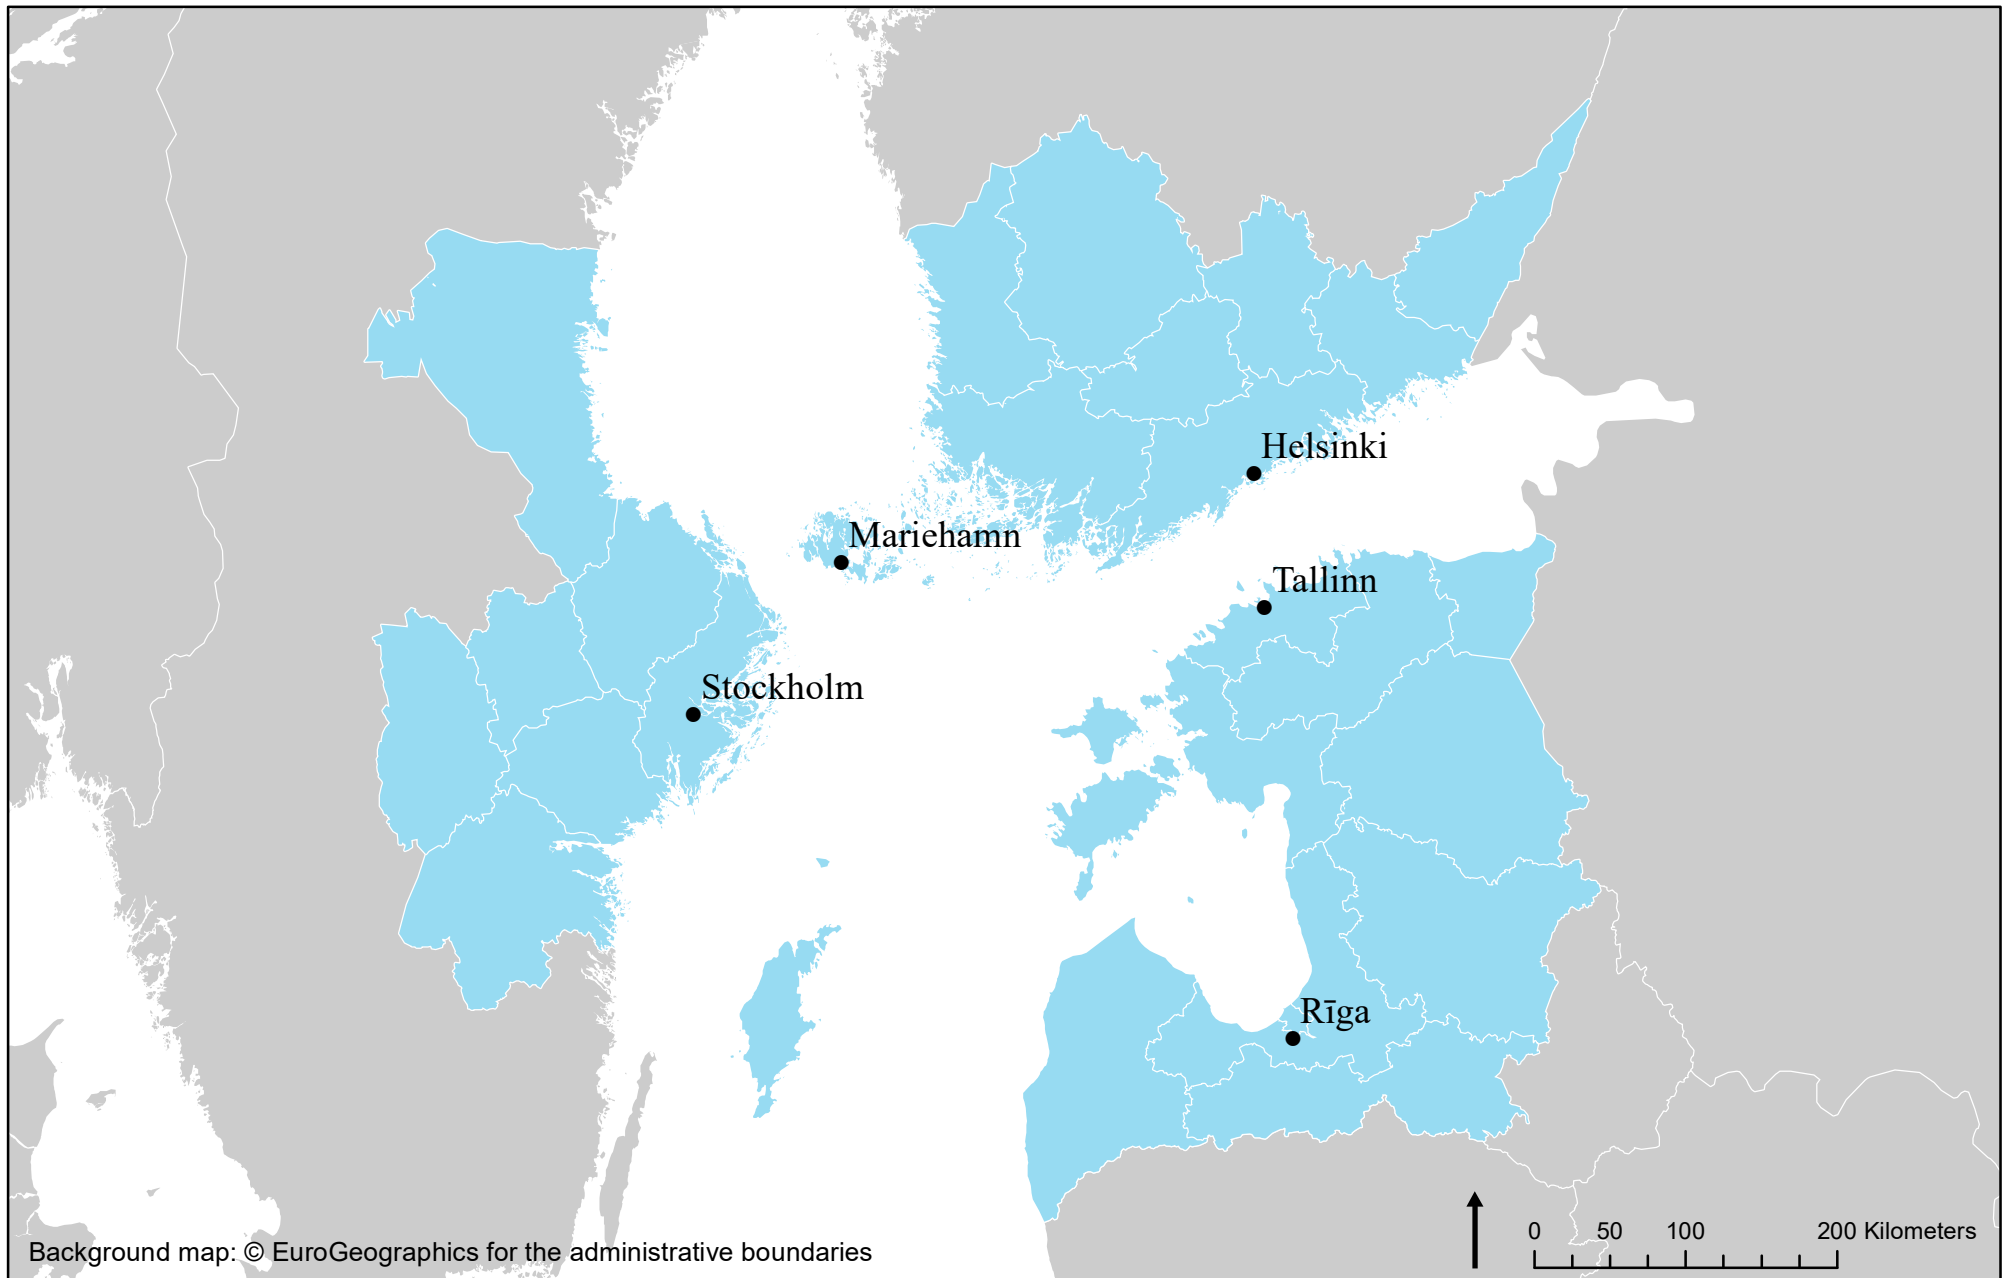 Helsinki
Mariehamn
Tallinn
Stockholm
Rīga
0 50 100 200 Kilometers
Background map: © EuroGeographics for the administrative boundaries